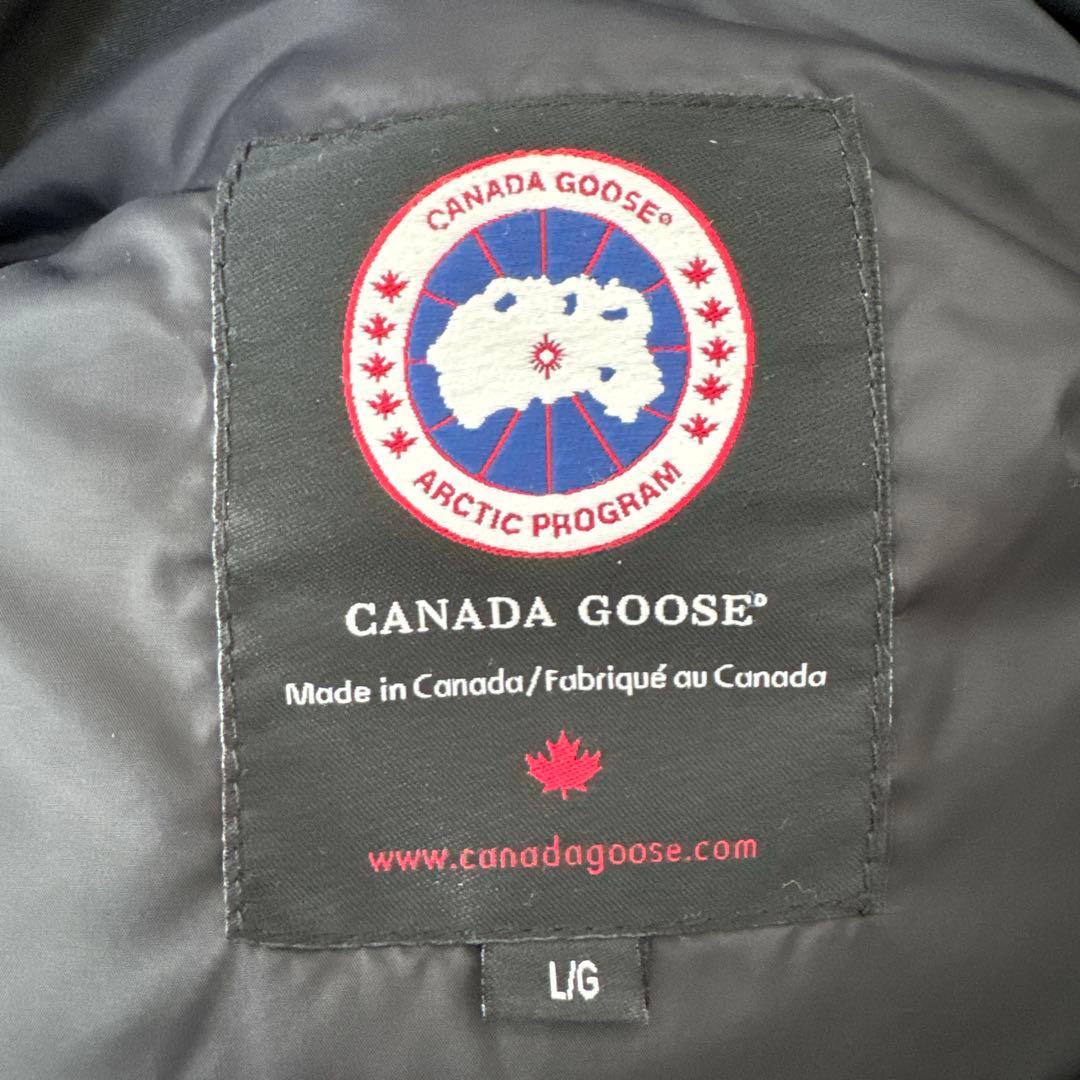 CANADA GOOSE®
ARCTIC PROGRAM
CANADA GOOSE®
Made in Canada/Fabriqué au Canada
www.canadagoose.com
L/G